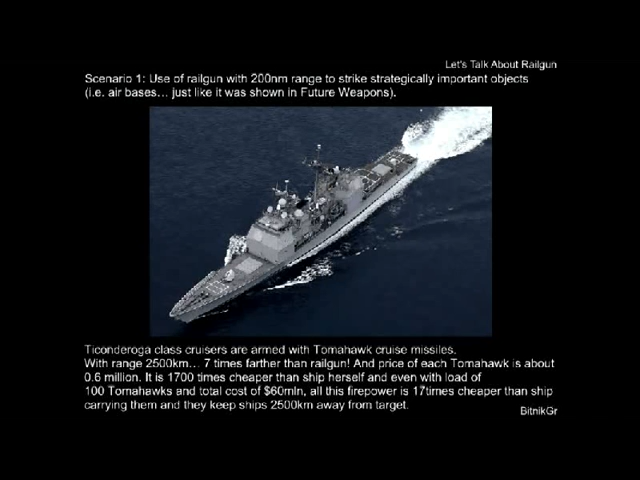 Let's Talk About Railgun
Scenario 1: Use of railgun with 200nm range to strike strategically important objects
(i.e. air bases... just like it was shown in Future Weapons).
Ticonderoga class cruisers are armed with Tomahawk cruise missiles.
With range 2500km... 7 times farther than railgun! And price of each Tomahawk is about
0.6 million. It is 1700 times cheaper than ship herself and even with load of
100 Tomahawks and total cost of $60mln, all this firepower is 17times cheaper than ship
carrying them and they keep ships 2500km away from target.
BitnikGr